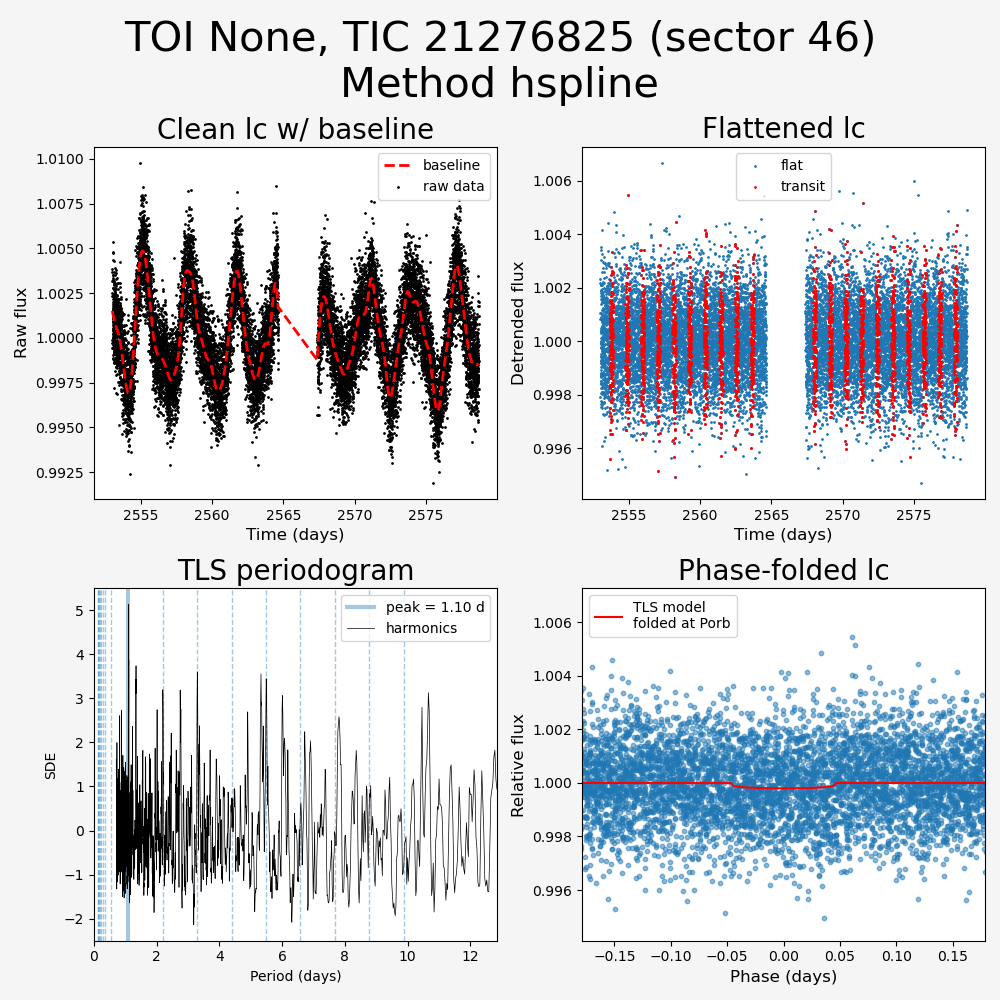 TOI None, TIC 21276825 (sector 46)
Method hspline
Clean lc w/ baseline
1.0100
1.0075
1.0050
1.0025
1.0000
0.9975
0.9950
0.9925
Raw flux
baseline
raw data
2555
2560
2565
2570
2575
Time (days)
Flattened lc
1.006
1.004
1.002
1.000
0.998
0.996
Detrended flux
flat
transit
2555
2560
2565
2570
2575
Time (days)
TLS periodogram
5
4
3
2
1
0
−1
−2
SDE
peak = 1.10 d
harmonics
0
2
4
6
8
10
12
Period (days)
Phase-folded lc
1.006
1.004
1.002
1.000
0.998
0.996
Relative flux
TLS model
folded at Porb
−0.15
−0.10
−0.05
0.00
0.05
0.10
0.15
Phase (days)